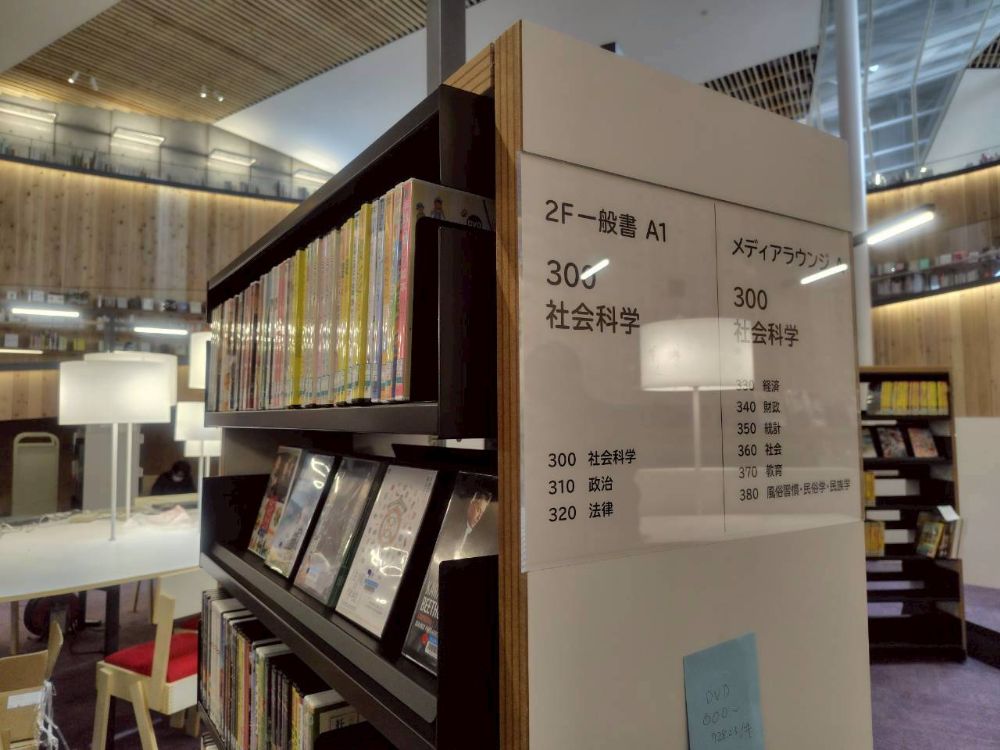 2F 一般書 A1
300
社会科学
300 社会科学
310 政治
320 法律
メディアラウンジ
300
社会科学
330 経済
340 財政
350 統計
360 社会
370 教育
380 風俗習慣・民俗学・民族学
DVD
000〜